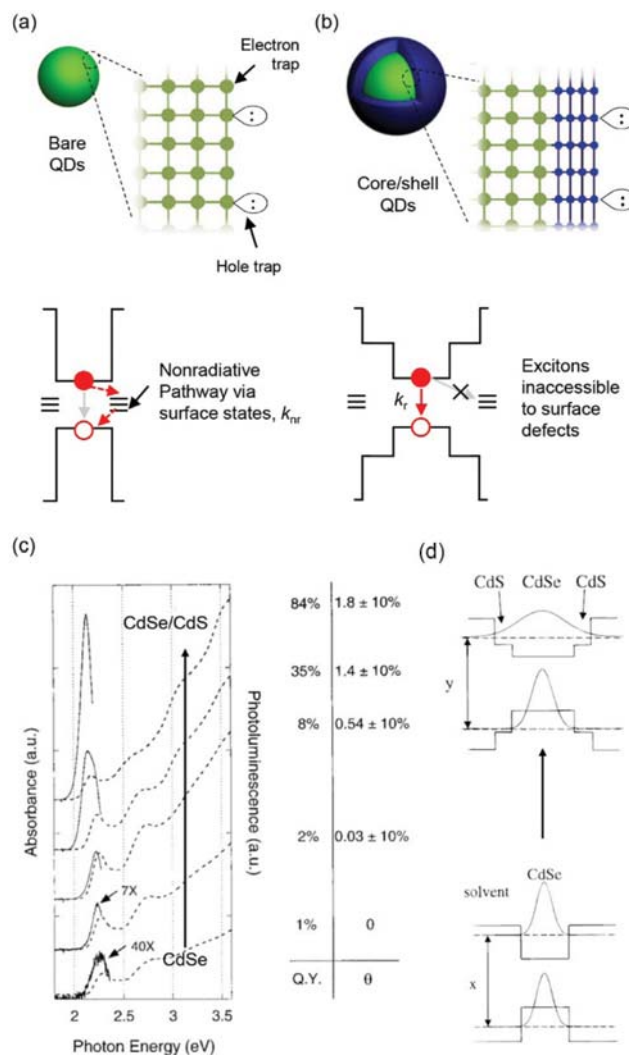 (a)
Electron
trap
Bare
QDs
:
:
Hole trap
(b)
Core/shell
QDs
:
:
Nonradiative
Pathway via
surface states, knr
kr
Excitons
inaccessible
to surface
defects
(c)
Absorbance (a.u.)
CdSe/CdS
7X
40X
CdSe
2.0 2.5 3.0 3.5
Photon Energy (eV)
Photoluminescence (a.u.)
84% 1.8 ± 10%
35% 1.4 ± 10%
8% 0.54 ± 10%
2% 0.03 ± 10%
1% 0
Q.Y. θ
(d)
CdS CdSe CdS
y
CdSe
solvent
x